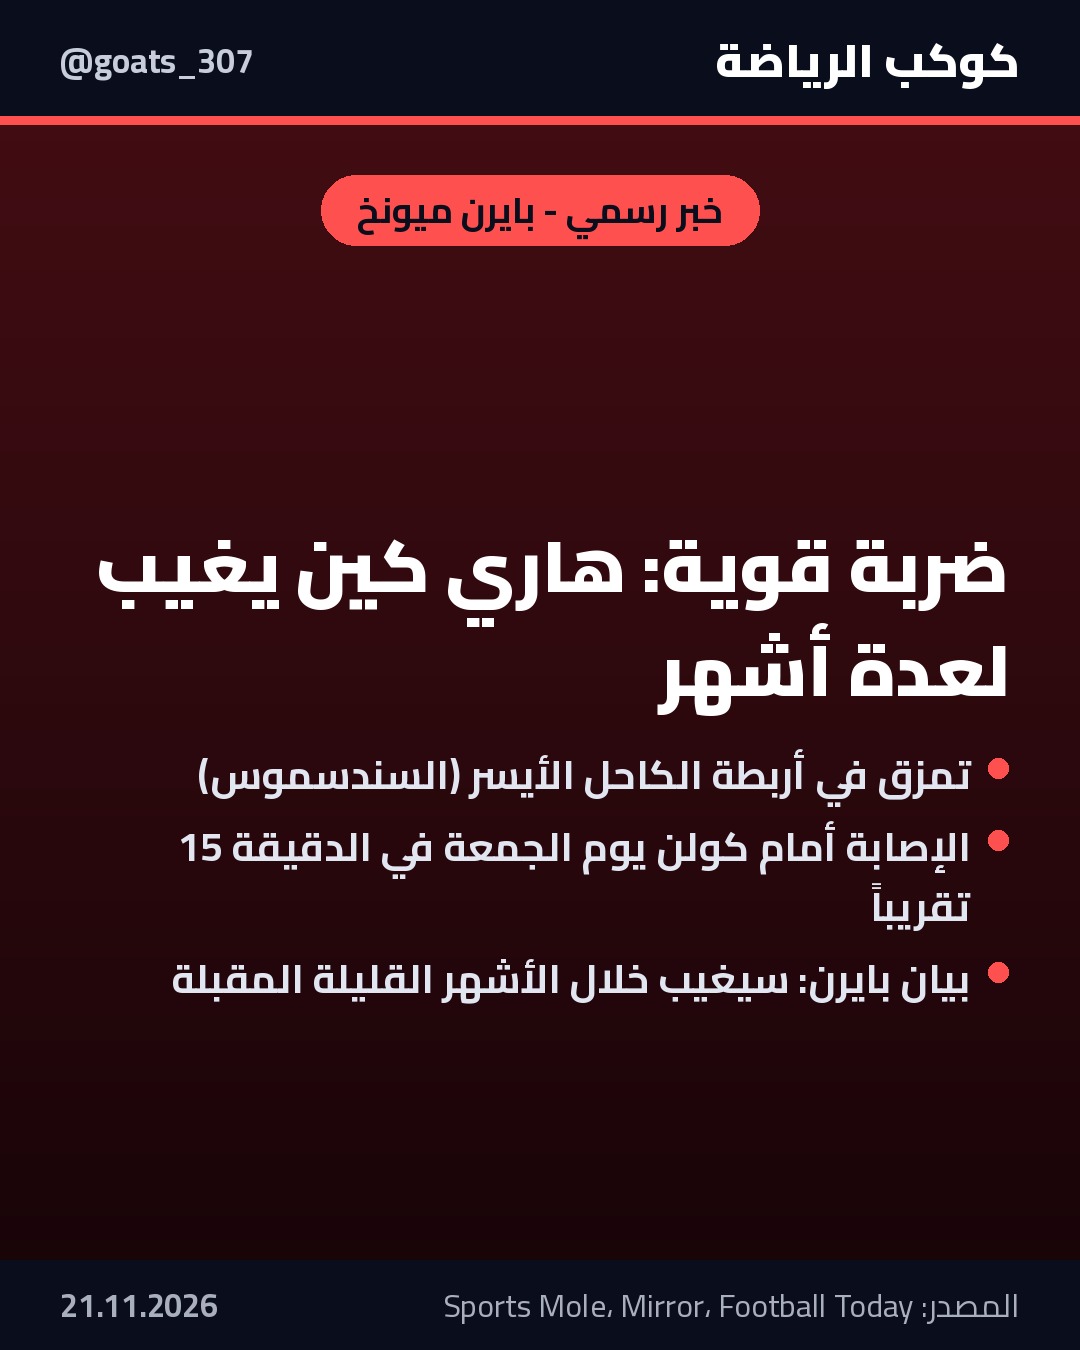 كوكب الرياضة
@goats_307
خبر رسمي - بايرن ميونخ
ضربة قوية: هاري كين يغيب
لعدة أشهر
تمزق في أربطة الكاحل الأيسر (السندسموس)
الإصابة أمام كولن يوم الجمعة في الدقيقة 15
تقريباً
بيان بايرن: سيغيب خلال الأشهر القليلة المقبلة
المصدر: Sports Mole، Mirror، Football Today
21.11.2026